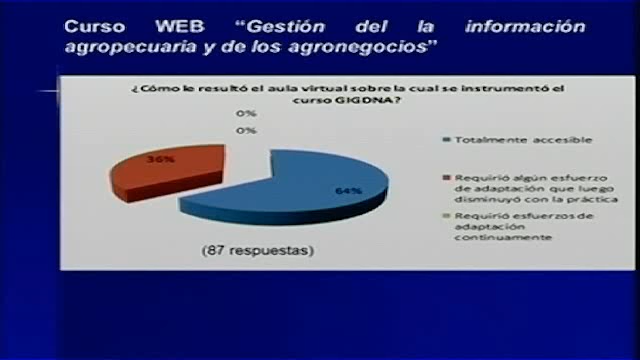 Curso WEB “Gestión del la información
agropecuaria y de los agronegocios”
¿Cómo le resultó el aula virtual sobre la cual se instrumentó el
curso GIGDNA?
0%
0%
36%
64%
Totalmente accesible
Requirió algún esfuerzo
de adaptación que luego
disminuyó con la práctica
Requirió esfuerzos de
adaptación
continuamente
(87 respuestas)